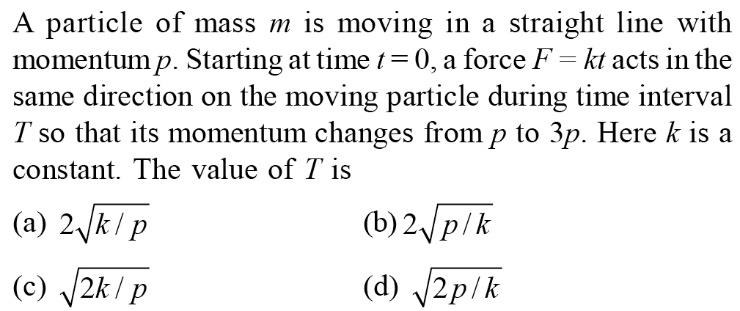 A particle of mass m is moving in a straight line with
momentum p. Starting at time t = 0, a force F = kt acts in the
same direction on the moving particle during time interval
T so that its momentum changes from p to 3p. Here k is a
constant. The value of T is
(a) 2√k / p (b) 2√p / k
(c) √2k / p (d) √2p / k